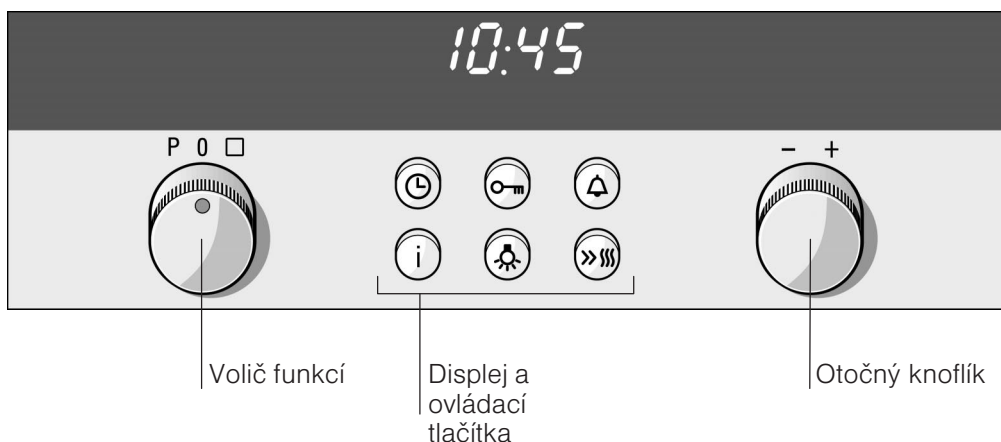 10:45
P 0
− +
i
Volič funkcí
Displej a
ovládací
tlačítka
Otočný knoflík